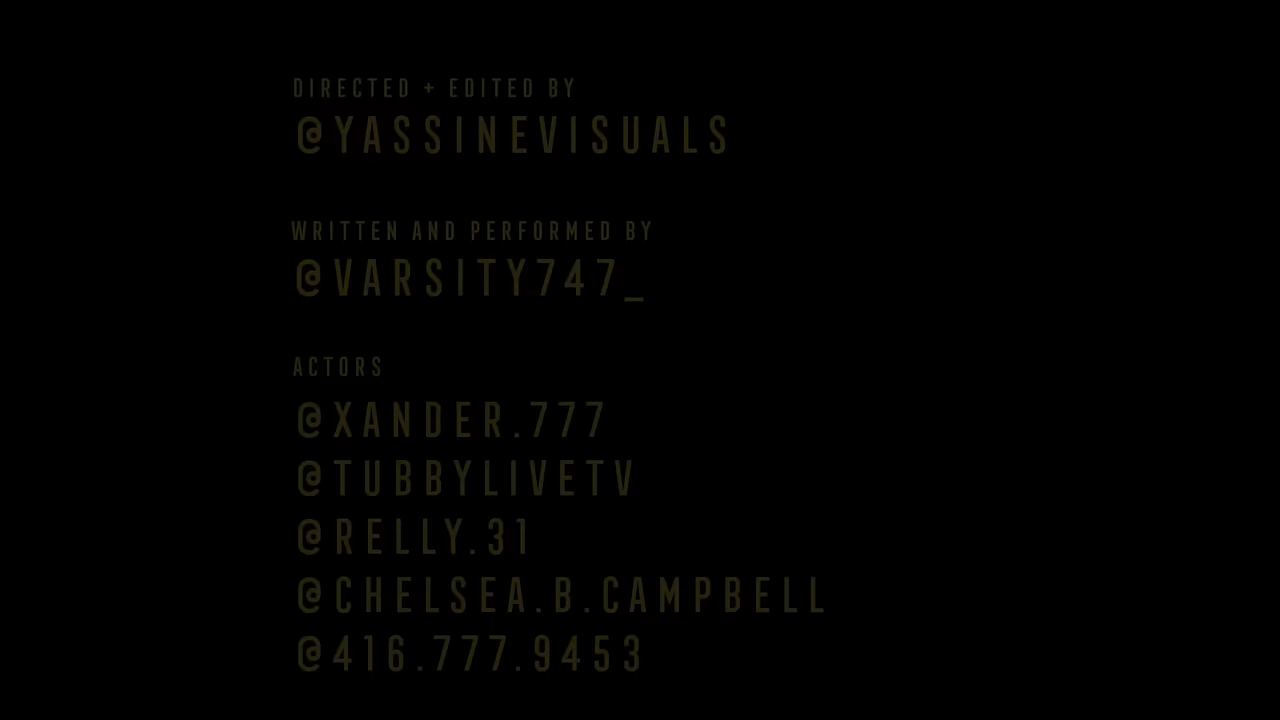 DIRECTED + EDITED BY
@YASSINEVISUALS
WRITTEN AND PERFORMED BY
@VARSITY747_
ACTORS
@XANDER.777
@TUBBYLIVETV
@RELLY.31
@CHELSEA.B.CAMPBELL
@416.777.9453